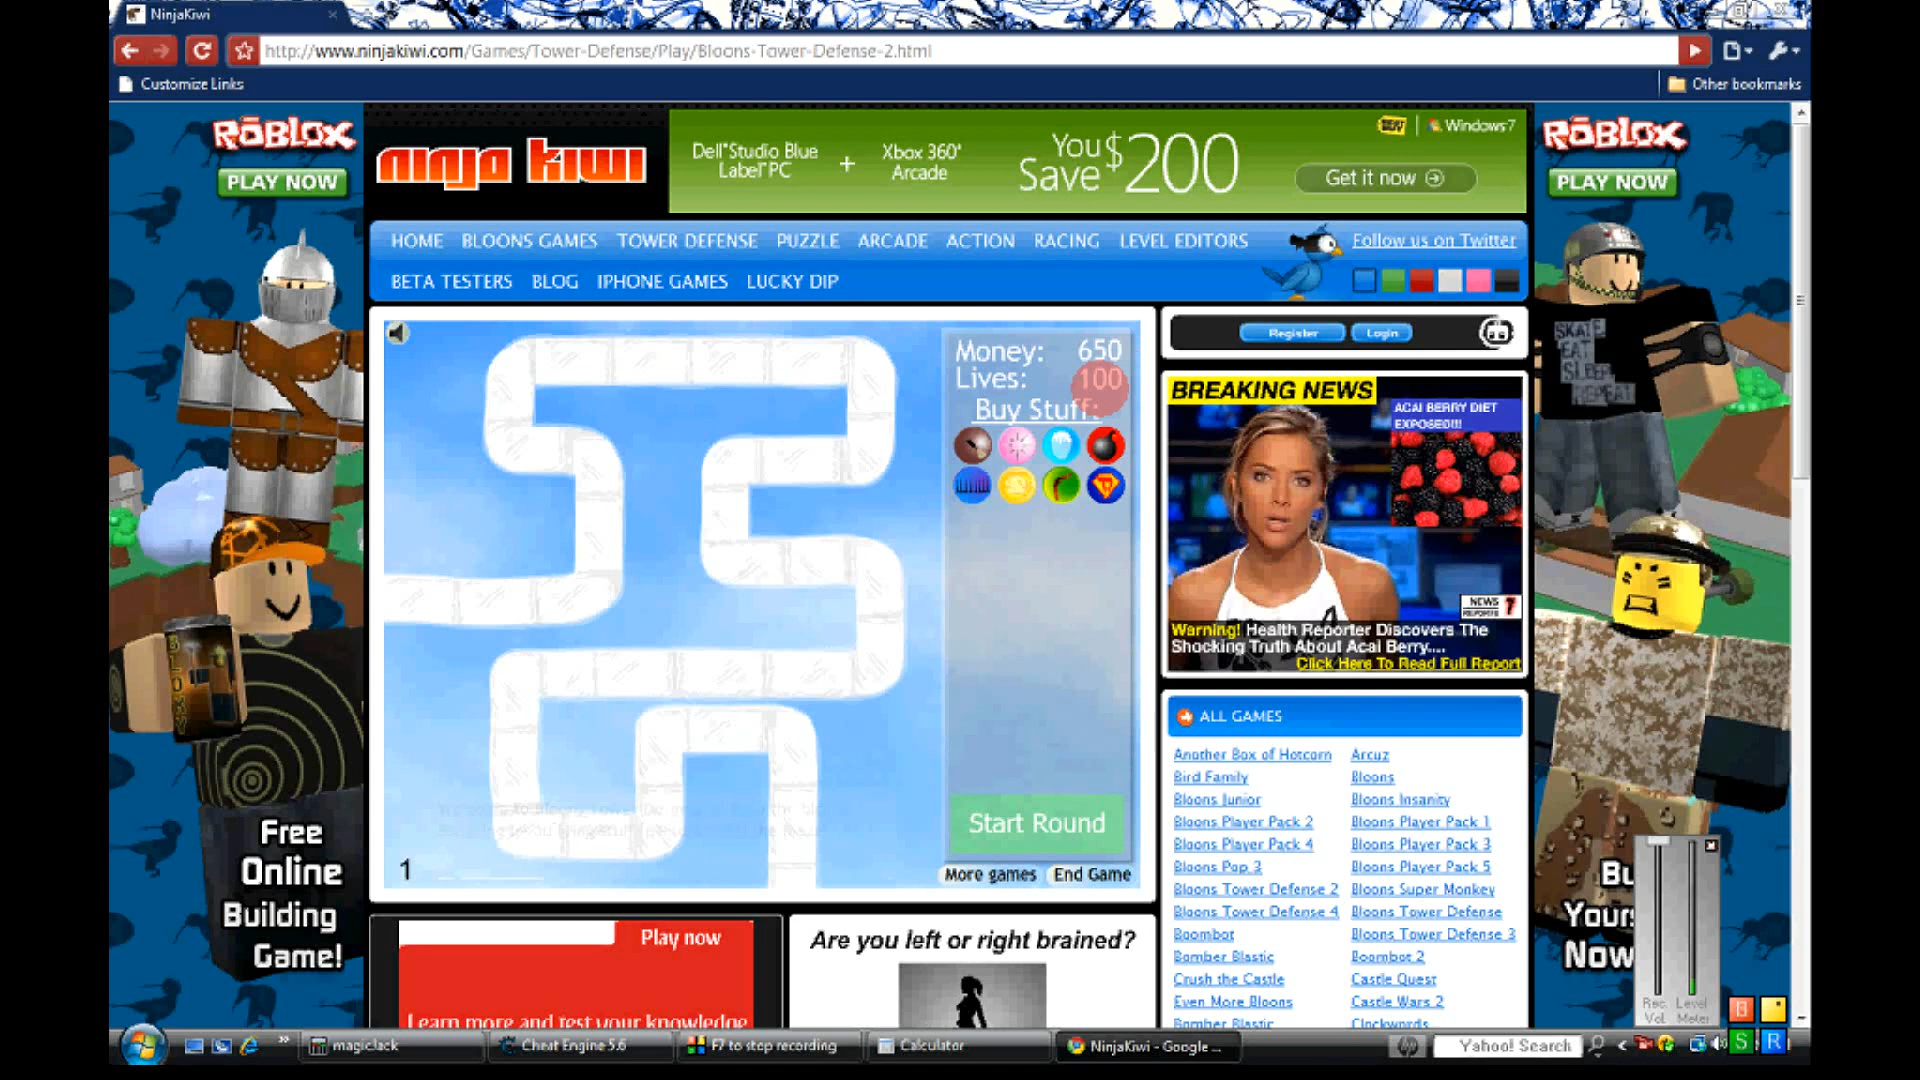 NinjaKiwi
http://www.ninjakiwi.com/Games/Tower-Defense/Play/Bloons-Tower-Defense-2.html
Customize Links
Other bookmarks
ROBLOX
PLAY NOW
ninja kiwi
Dell Studio Blue Label PC + Xbox 360 Arcade
You Save $200
Windows 7
Get it now
ROBLOX
PLAY NOW
HOME BLOONS GAMES TOWER DEFENSE PUZZLE ARCADE ACTION RACING LEVEL EDITORS
Follow us on Twitter
BETA TESTERS BLOG IPHONE GAMES LUCKY DIP
Money: 650
Lives: 100
Buy Stuff:
Start Round
1
More games End Game
Register Login
BREAKING NEWS
ACAI BERRY DIET
EXPOSED!!!
NEWS 7
Warning! Health Reporter Discovers The
Shocking Truth About Acai Berry....
Click Here To Read Full Report
SKATE
EAT
SLEEP
REPEAT
ALL GAMES
Another Box of Hotcorn Arcuz
Bird Family Bloons
Bloons Junior Bloons Insanity
Bloons Player Pack 2 Bloons Player Pack 1
Bloons Player Pack 4 Bloons Player Pack 3
Bloons Pop 3 Bloons Player Pack 5
Bloons Tower Defense 2 Bloons Super Monkey
Bloons Tower Defense 4 Bloons Tower Defense
Boombot Bloons Tower Defense 3
Bomber Blastic Boombot 2
Crush the Castle Castle Quest
Even More Bloons Castle Wars 2
Bomber Blastic Clockwords
Free
Online
Building
Game!
Bu
Yours
Now
Play now
Learn more and test your knowledge
Are you left or right brained?
Rec. Level
Vol. Meter
magicJack
Cheat Engine 5.6
F7 to stop recording
Calculator
NinjaKiwi - Google ...
hp
Yahoo! Search
S R